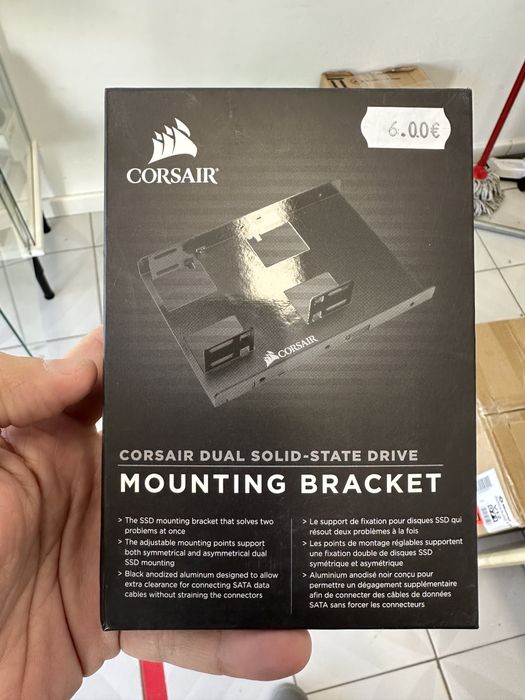 6.00€
CORSAIR
CORSAIR
CORSAIR DUAL SOLID-STATE DRIVE
MOUNTING BRACKET
> The SSD mounting bracket that solves two
problems at once
> The adjustable mounting points support
both symmetrical and asymmetrical dual
SSD mounting
> Black anodized aluminum designed to allow
extra clearance for connecting SATA data
cables without straining the connectors
> Le support de fixation pour disques SSD qui
résout deux problèmes à la fois
> Les points de montage réglables supportent
une fixation double de disques SSD
symétrique et asymétrique
> Aluminium anodisé noir conçu pour
permettre un dégagement supplémentaire
afin de connecter des câbles de données
SATA sans forcer les connecteurs